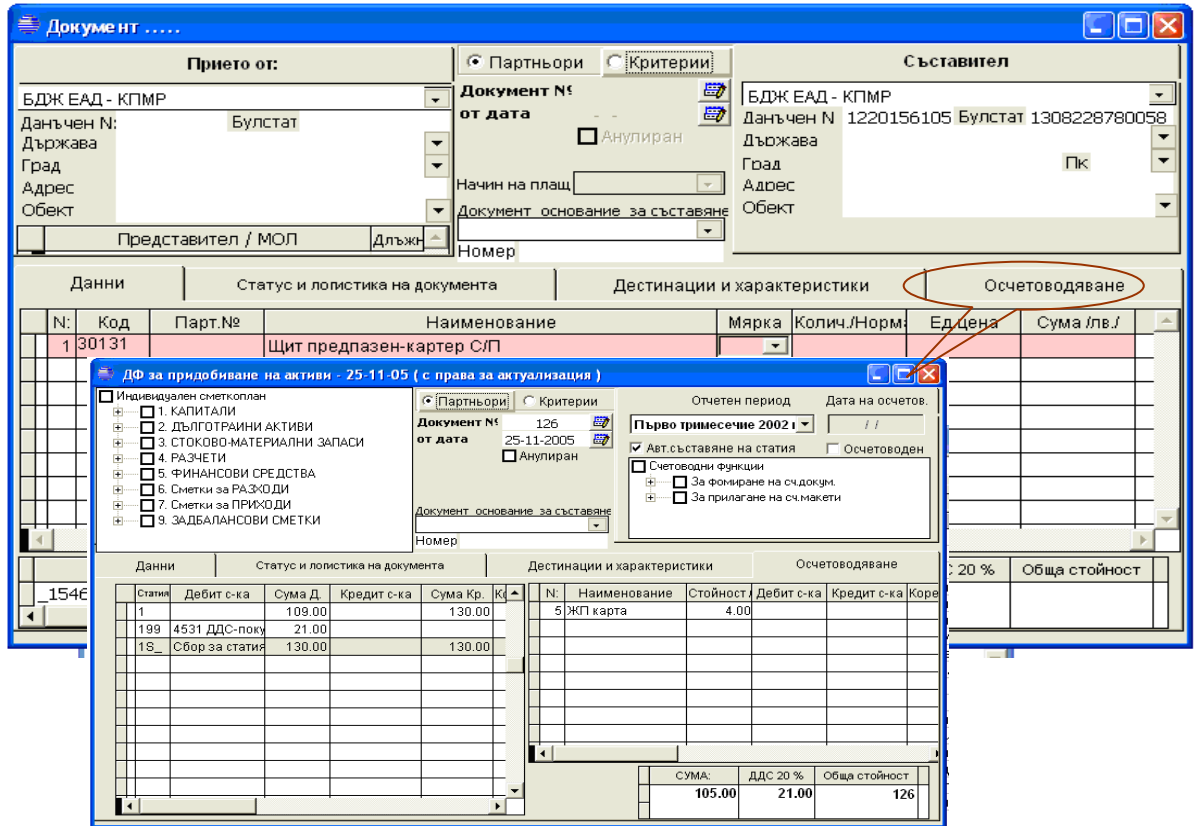 Документ .....
Прието от:
Партньори Критерии
Съставител
БДЖ ЕАД - КПМР
Документ №
БДЖ ЕАД - КПМР
Данъчен N: Булстат
от дата - -
Данъчен N 1220156105 Булстат 1308228780058
Държава
Анулиран
Държава
Град
Град Пк
Адрес
Начин на плащ
Адрес
Обект
Документ основание за съставяне
Обект
Представител / МОЛ Длъжн
Номер
Данни Статус и логистика на документа Дестинации и характеристики Осчетоводяване
N: Код Парт.№ Наименование Мярка Колич./Норма Ед.цена Сума /лв./
1 30131 Щит предпазен-картер С/П
ДФ за придобиване на активи - 25-11-05 ( с права за актуализация )
Индивидуален сметкоплан
1. КАПИТАЛИ
2. ДЪЛГОТРАЙНИ АКТИВИ
3. СТОКОВО-МАТЕРИАЛНИ ЗАПАСИ
4. РАЗЧЕТИ
5. ФИНАНСОВИ СРЕДСТВА
6. Сметки за РАЗХОДИ
7. Сметки за ПРИХОДИ
9. ЗАДБАЛАНСОВИ СМЕТКИ
Партньори Критерии
Документ № 126
от дата 25-11-2005
Анулиран
Документ основание за съставяне
Номер
Отчетен период Дата на осчетов.
Първо тримесечие 2002 г / /
Авт.съставяне на статия Осчетоводен
Счетоводни функции
За фомиране на сч.докум.
За прилагане на сч.макети
Данни Статус и логистика на документа Дестинации и характеристики Осчетоводяване
Статия Дебит с-ка Сума Д. Кредит с-ка Сума Кр.
1 109.00 130.00
199 4531 ДДС-поку 21.00
1S_ Сбор за статия 130.00 130.00
N: Наименование Стойност Дебит с-ка Кредит с-ка Коре
5 ЖП карта 4.00
СУМА: ДДС 20 % Обща стойност
105.00 21.00 126
20 % Обща стойност
_1546